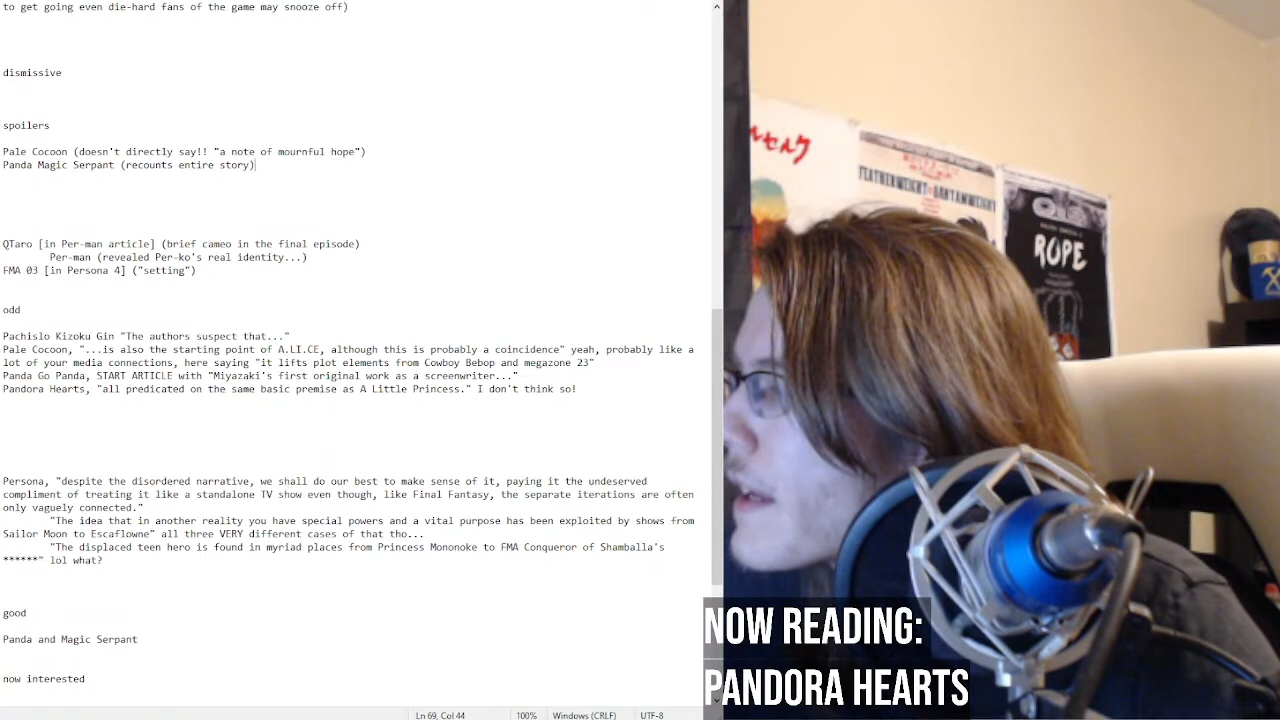 to get going even die-hard fans of the game may snooze off)
dismissive
spoilers
Pale Cocoon (doesn't directly say!! "a note of mournful hope")
Panda Magic Serpant (recounts entire story)
QTaro [in Per-man article] (brief cameo in the final episode)
Per-man (revealed Per-ko's real identity...)
FMA 03 [in Persona 4] ("setting")
odd
Pachislo Kizoku Gin "The authors suspect that..."
Pale Cocoon, "...is also the starting point of A.LI.CE, although this is probably a coincidence" yeah, probably like a
lot of your media connections, here saying "it lifts plot elements from Cowboy Bebop and megazone 23"
Panda Go Panda, START ARTICLE with "Miyazaki's first original work as a screenwriter..."
Pandora Hearts, "all predicated on the same basic premise as A Little Princess." I don't think so!
Persona, "despite the disordered narrative, we shall do our best to make sense of it, paying it the undeserved
compliment of treating it like a standalone TV show even though, like Final Fantasy, the separate iterations are often
only vaguely connected."
"The idea that in another reality you have special powers and a vital purpose has been exploited by shows from
Sailor Moon to Escaflowne" all three VERY different cases of that tho...
"The displaced teen hero is found in myriad places from Princess Mononoke to FMA Conqueror of Shamballa's
******" lol what?
good
Panda and Magic Serpant
now interested
Ln 69, Col 44 100% Windows (CRLF) UTF-8
セルク
FEATHERWEIGHT BANTAMWEIGHT
ROPE
NOW READING:
PANDORA HEARTS